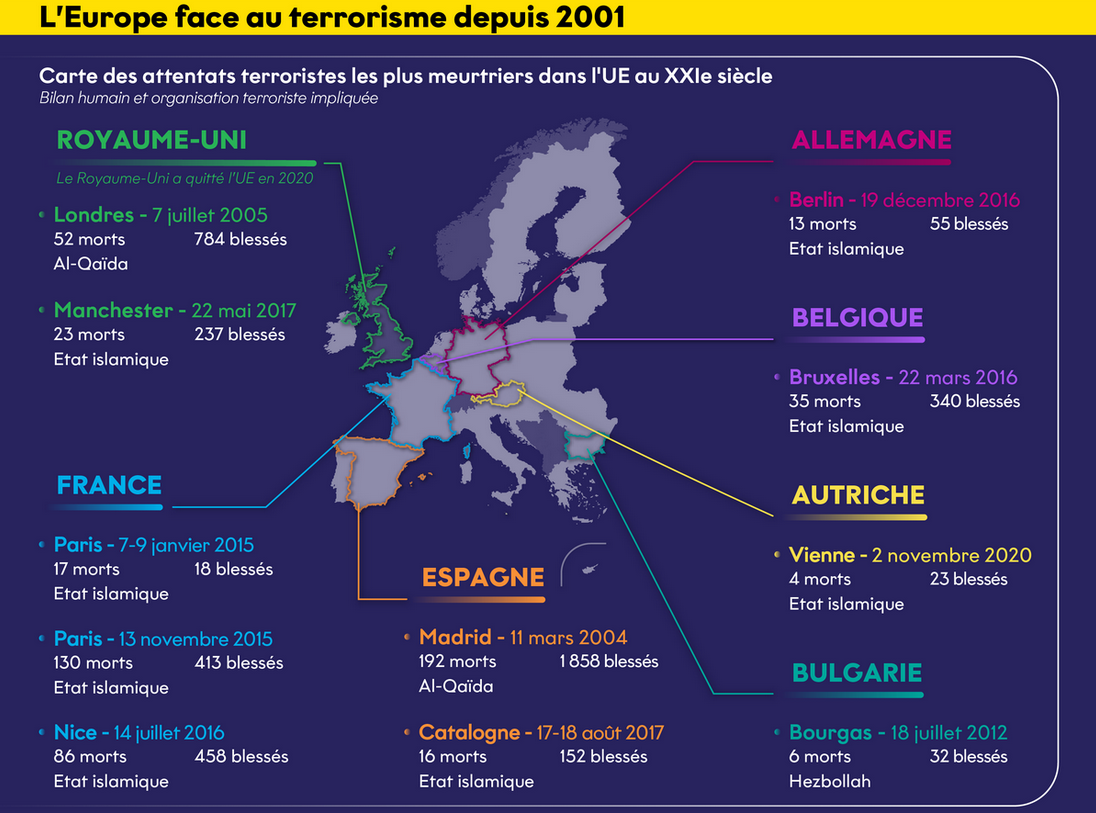 L'Europe face au terrorisme depuis 2001
Carte des attentats terroristes les plus meurtriers dans l'UE au XXIe siècle
Bilan humain et organisation terroriste impliquée
ROYAUME-UNI
Le Royaume-Uni a quitté l'UE en 2020
Londres - 7 juillet 2005
52 morts 784 blessés
Al-Qaïda
Manchester - 22 mai 2017
23 morts 237 blessés
Etat islamique
FRANCE
Paris - 7-9 janvier 2015
17 morts 18 blessés
Etat islamique
Paris - 13 novembre 2015
130 morts 413 blessés
Etat islamique
Nice - 14 juillet 2016
86 morts 458 blessés
Etat islamique
ESPAGNE
Madrid - 11 mars 2004
192 morts 1 858 blessés
Al-Qaïda
Catalogne - 17-18 août 2017
16 morts 152 blessés
Etat islamique
ALLEMAGNE
Berlin - 19 décembre 2016
13 morts 55 blessés
Etat islamique
BELGIQUE
Bruxelles - 22 mars 2016
35 morts 340 blessés
Etat islamique
AUTRICHE
Vienne - 2 novembre 2020
4 morts 23 blessés
Etat islamique
BULGARIE
Bourgas - 18 juillet 2012
6 morts 32 blessés
Hezbollah